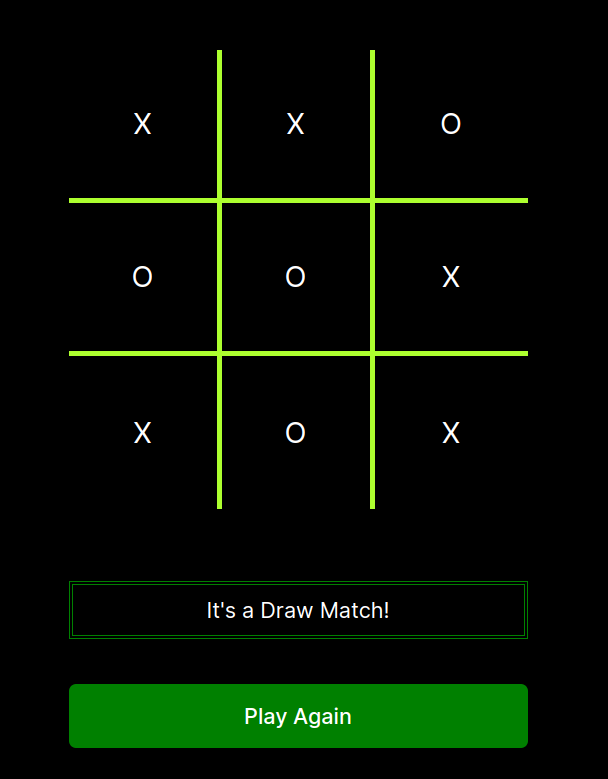 X X O
O O X
X O X
It's a Draw Match!
Play Again